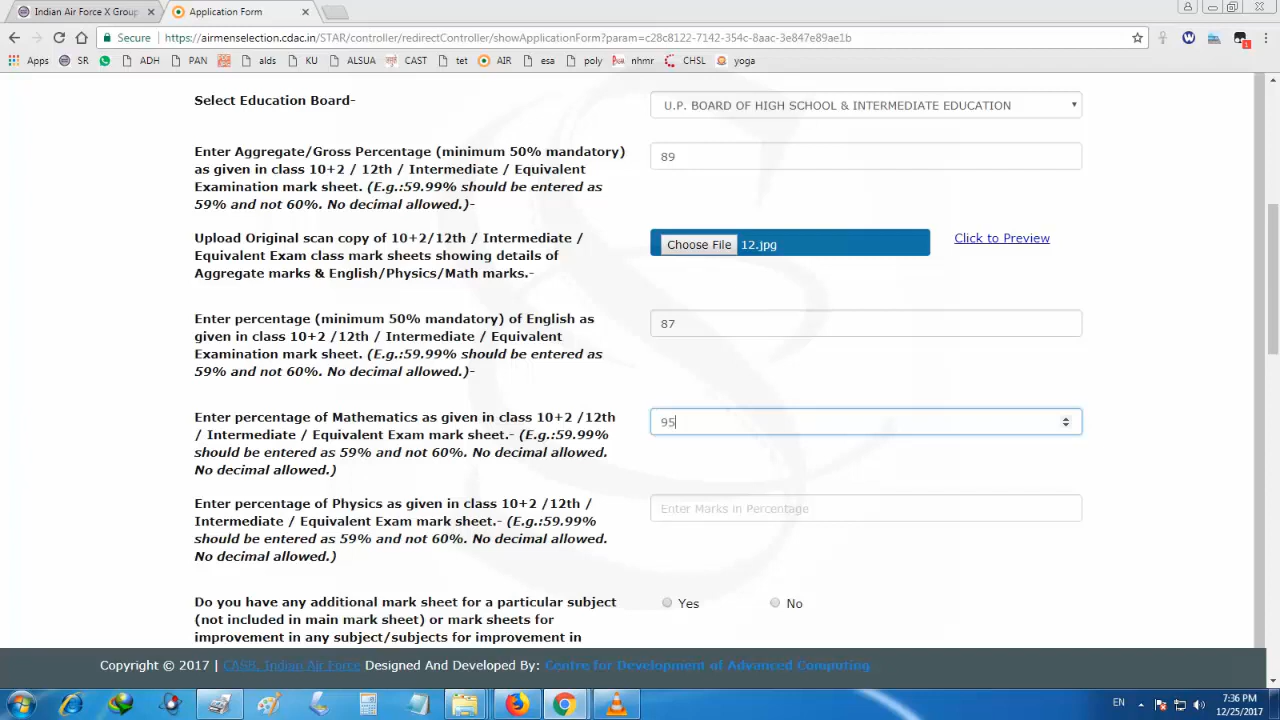 Indian Air Force X Group
Application Form
Secure
https://airmenselection.cdac.in/STAR/controller/redirectController/showApplicationForm?param=c28c8122-7142-354c-8aac-3e847e89ae1b
Apps SR ADH PAN alds KU ALSUA CAST tet AIR esa poly nhmr CHSL yoga
Select Education Board-
U.P. BOARD OF HIGH SCHOOL & INTERMEDIATE EDUCATION
Enter Aggregate/Gross Percentage (minimum 50% mandatory)
as given in class 10+2 / 12th / Intermediate / Equivalent
Examination mark sheet. (E.g.:59.99% should be entered as
59% and not 60%. No decimal allowed.)-
89
Upload Original scan copy of 10+2/12th / Intermediate /
Equivalent Exam class mark sheets showing details of
Aggregate marks & English/Physics/Math marks.-
Choose File 12.jpg
Click to Preview
Enter percentage (minimum 50% mandatory) of English as
given in class 10+2 /12th / Intermediate / Equivalent
Examination mark sheet. (E.g.:59.99% should be entered as
59% and not 60%. No decimal allowed.)-
87
Enter percentage of Mathematics as given in class 10+2 /12th
/ Intermediate / Equivalent Exam mark sheet.- (E.g.:59.99%
should be entered as 59% and not 60%. No decimal allowed.
No decimal allowed.)
95
Enter percentage of Physics as given in class 10+2 /12th /
Intermediate / Equivalent Exam mark sheet.- (E.g.:59.99%
should be entered as 59% and not 60%. No decimal allowed.
No decimal allowed.)
Enter Marks in Percentage
Do you have any additional mark sheet for a particular subject
(not included in main mark sheet) or mark sheets for
improvement in any subject/subjects for improvement in
Yes
No
Copyright © 2017 | CASB, Indian Air Force Designed And Developed By: Centre for Development of Advanced Computing
EN
7:36 PM
12/25/2017